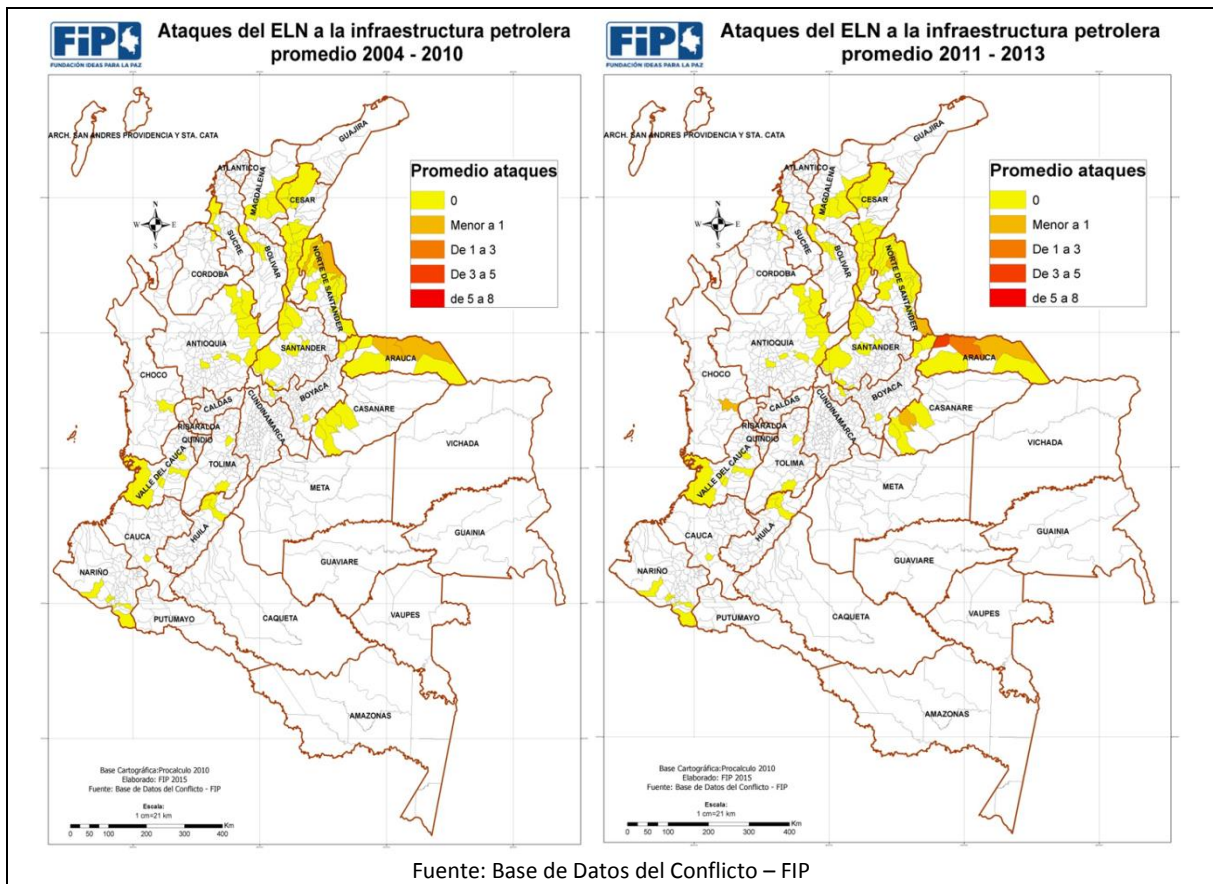 FiP
FUNDACIÓN IDEAS PARA LA PAZ
Ataques del ELN a la infraestructura petrolera
promedio 2004 - 2010
ARCH. SAN ANDRES PROVIDENCIA Y STA. CATA
GUAJIRA
ATLANTICO
MAGDALENA
CESAR
SUCRE
BOLIVAR
NORTE DE SANTANDER
CORDOBA
ANTIOQUIA
SANTANDER
ARAUCA
CHOCO
BOYACA
CALDAS
CUNDINAMARCA
CASANARE
RISARALDA
QUINDIO
VICHADA
VALLE DEL CAUCA
TOLIMA
META
GUAINIA
CAUCA
HUILA
GUAVIARE
NARIÑO
VAUPES
PUTUMAYO
CAQUETA
AMAZONAS
N
W
E
S
Promedio ataques
0
Menor a 1
De 1 a 3
De 3 a 5
de 5 a 8
Base Cartográfica:Procalculo 2010
Elaborado: FIP 2015
Fuente: Base de Datos del Conflicto - FIP
Escala:
1 cm=21 km
Km
0 50 100 200 300 400
FiP
FUNDACIÓN IDEAS PARA LA PAZ
Ataques del ELN a la infraestructura petrolera
promedio 2011 - 2013
ARCH. SAN ANDRES PROVIDENCIA Y STA. CATA
GUAJIRA
ATLANTICO
MAGDALENA
CESAR
SUCRE
BOLIVAR
NORTE DE SANTANDER
CORDOBA
ANTIOQUIA
SANTANDER
ARAUCA
CHOCO
BOYACA
CALDAS
CUNDINAMARCA
CASANARE
RISARALDA
QUINDIO
VICHADA
VALLE DEL CAUCA
TOLIMA
META
GUAINIA
CAUCA
HUILA
GUAVIARE
NARIÑO
VAUPES
PUTUMAYO
CAQUETA
AMAZONAS
N
W
E
S
Promedio ataques
0
Menor a 1
De 1 a 3
De 3 a 5
de 5 a 8
Base Cartográfica:Procalculo 2010
Elaborado: FIP 2015
Fuente: Base de Datos del Conflicto - FIP
Escala:
1 cm=21 km
Km
0 50 100 200 300 400
Fuente: Base de Datos del Conflicto – FIP